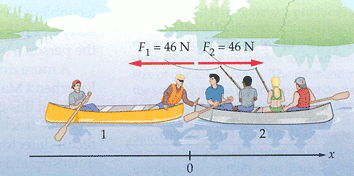 F₁ = 46 N F₂ = 46 N
1 2
x
0